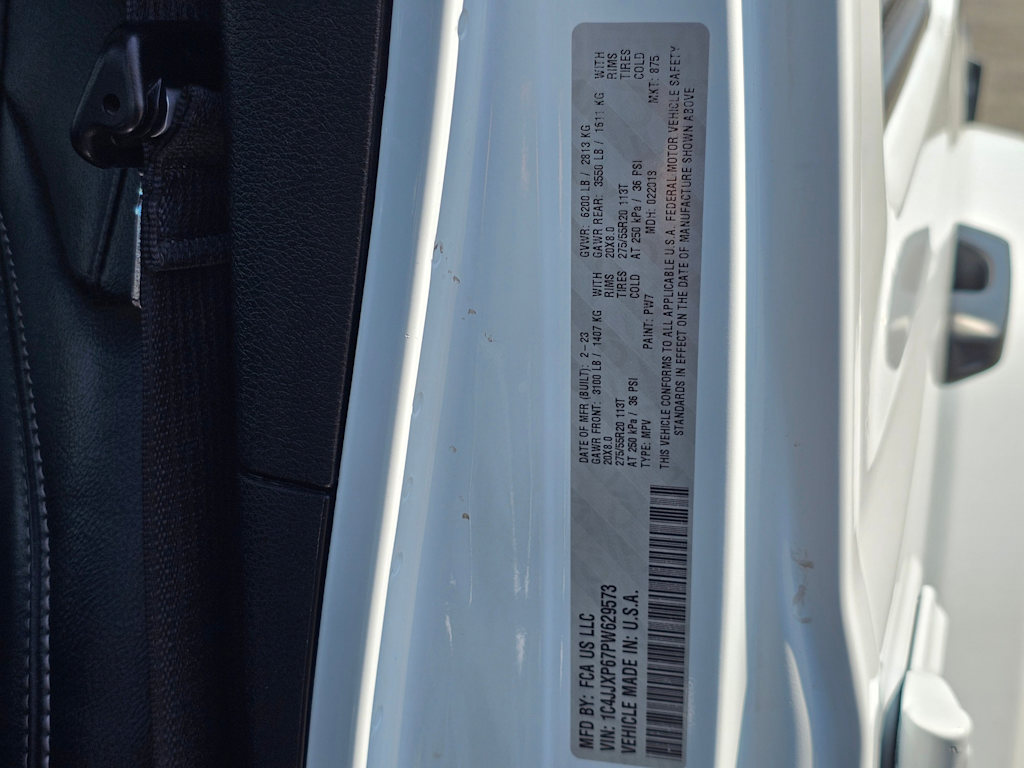 MFD BY: FCA US LLC
VIN: 1C4JJXP67PW629573
VEHICLE MADE IN: U.S.A.
DATE OF MFR (BUILT): 2-23 GVWR: 6200 LB / 2813 KG
GAWR FRONT: 3100 LB / 1407 KG WITH GAWR REAR: 3550 LB / 1611 KG WITH
20X8.0 RIMS 20X8.0 RIMS
275/55R20 113T TIRES 275/55R20 113T TIRES
AT 250 kPa / 36 PSI COLD AT 250 kPa / 36 PSI COLD
TYPE: MPV PAINT: PW7 MDH: 022013 MXT: 875
THIS VEHICLE CONFORMS TO ALL APPLICABLE U.S.A. FEDERAL MOTOR VEHICLE SAFETY
STANDARDS IN EFFECT ON THE DATE OF MANUFACTURE SHOWN ABOVE